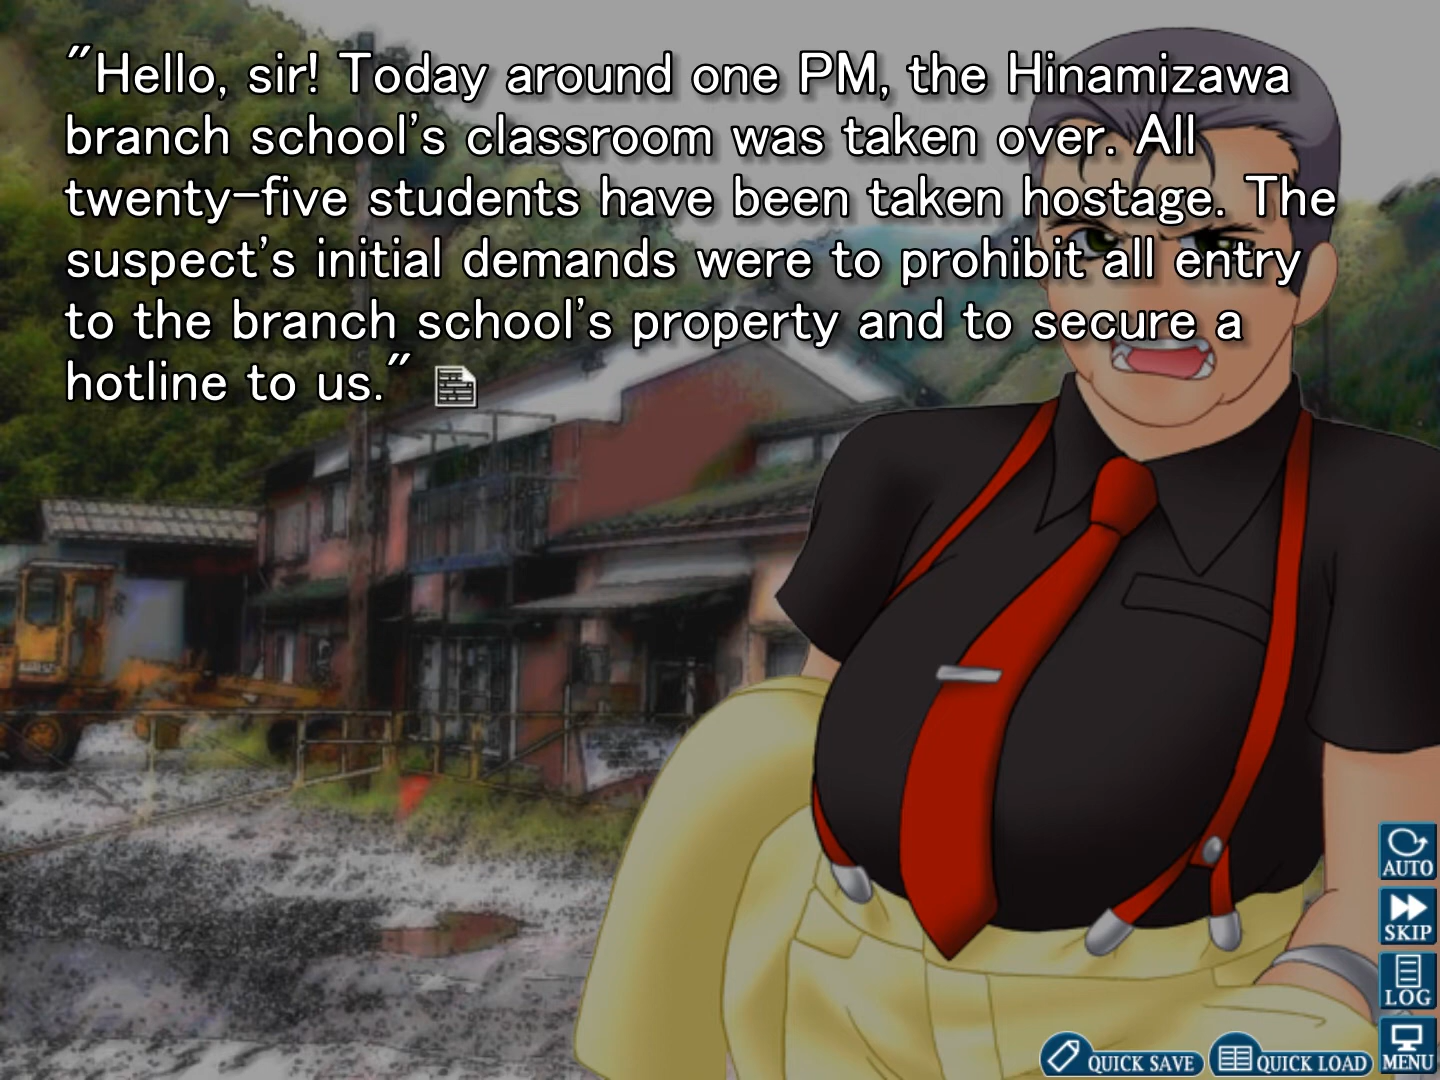 "Hello, sir! Today around one PM, the Hinamizawa
branch school's classroom was taken over. All
twenty-five students have been taken hostage. The
suspect's initial demands were to prohibit all entry
to the branch school's property and to secure a
hotline to us."
AUTO
SKIP
LOG
MENU
QUICK SAVE
QUICK LOAD